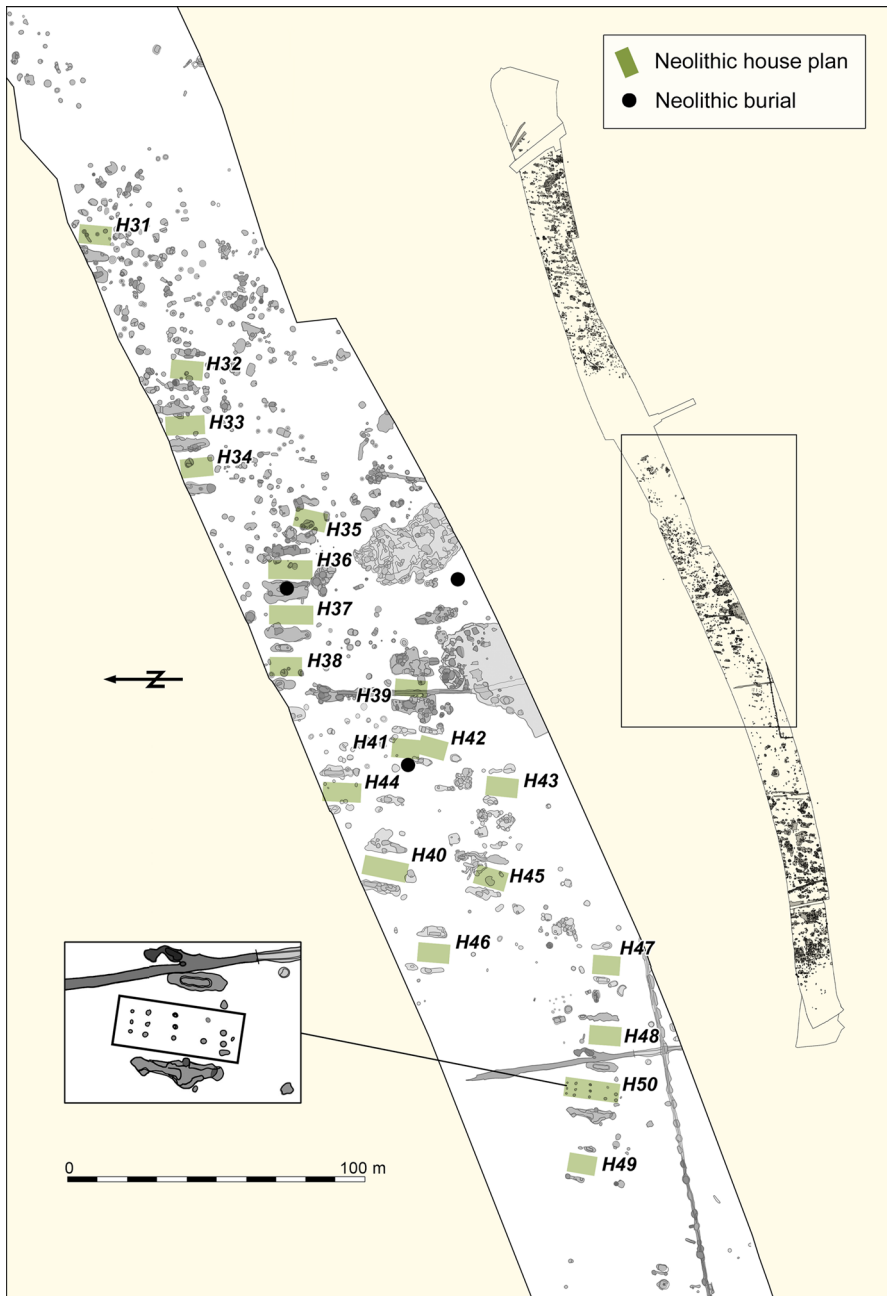 Neolithic house plan
Neolithic burial
H31
H32
H33
H34
H35
H36
H37
H38
N
H39
H41
H42
H44
H43
H40
H45
H46
H47
H48
H50
H49
0 100 m